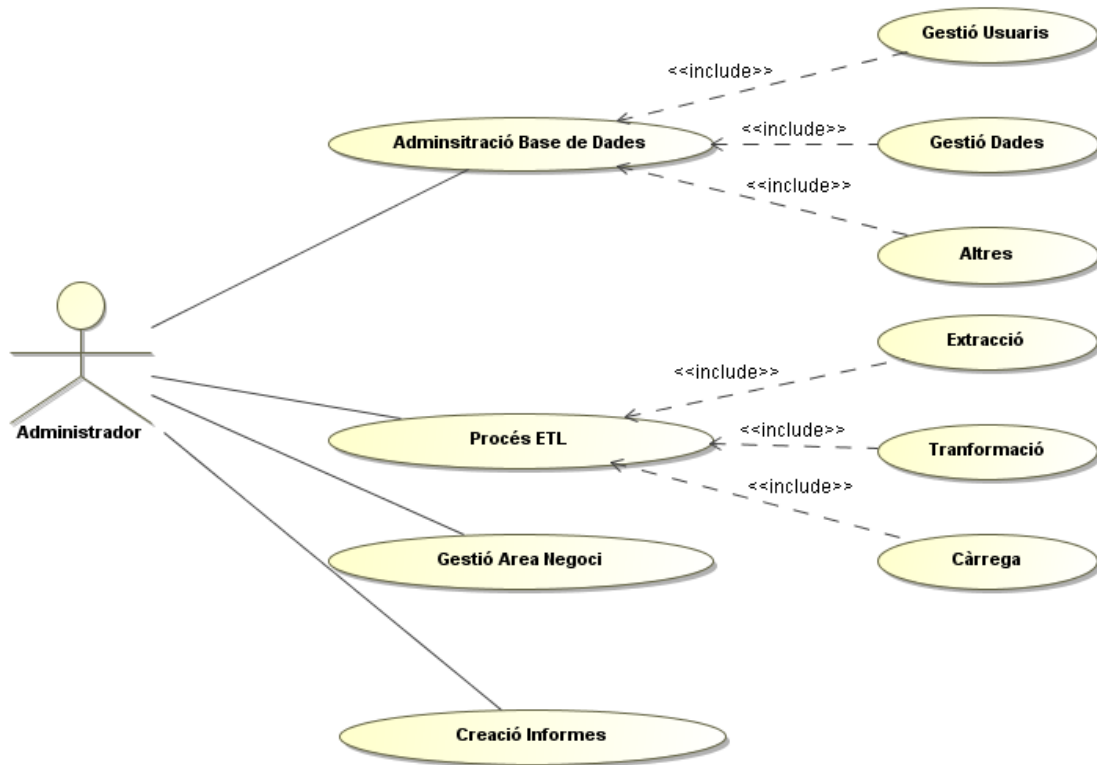 Gestió Usuaris
<<include>>
Adminsitració Base de Dades
<<include>>
Gestió Dades
<<include>>
Altres
Administrador
Extracció
<<include>>
Procés ETL
<<include>>
Tranformació
<<include>>
Gestió Area Negoci
Càrrega
Creació Informes